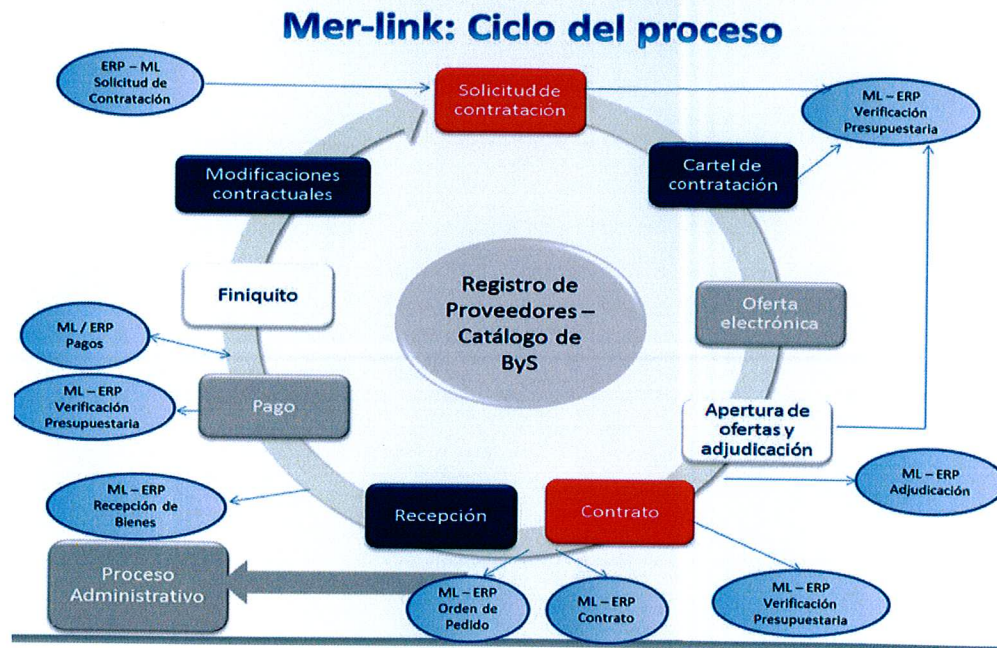 Mer-link: Ciclo del proceso
ERP – ML
Solicitud de
Contratación
Solicitud de
contratación
ML – ERP
Verificación
Presupuestaria
Modificaciones
contractuales
Cartel de
contratación
Finiquito
Registro de
Proveedores –
Catálogo de
ByS
Oferta
electrónica
ML / ERP
Pagos
ML – ERP
Verificación
Presupuestaria
Pago
Apertura de
ofertas y
adjudicación
ML – ERP
Adjudicación
ML – ERP
Recepción de
Bienes
Recepción
Contrato
Proceso
Administrativo
ML – ERP
Orden de
Pedido
ML – ERP
Contrato
ML – ERP
Verificación
Presupuestaria